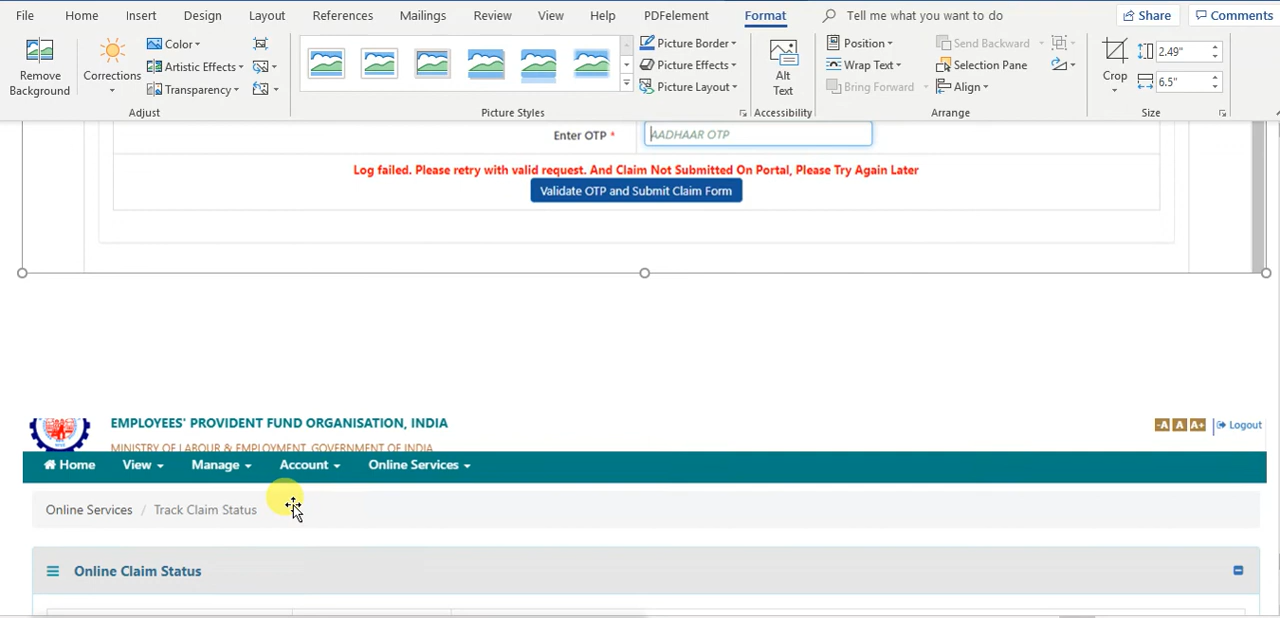 File Home Insert Design Layout References Mailings Review View Help PDFelement Format Tell me what you want to do Share Comments
Remove Background
Corrections
Color
Artistic Effects
Transparency
Adjust
Picture Styles
Picture Border
Picture Effects
Picture Layout
Alt Text
Accessibility
Position
Wrap Text
Bring Forward
Send Backward
Selection Pane
Align
Arrange
Crop
2.49"
6.5"
Size
Enter OTP * AADHAAR OTP
Log failed. Please retry with valid request. And Claim Not Submitted On Portal, Please Try Again Later
Validate OTP and Submit Claim Form
EMPLOYEES' PROVIDENT FUND ORGANISATION, INDIA
-A A A+ Logout
MINISTRY OF LABOUR & EMPLOYMENT, GOVERNMENT OF INDIA
Home View Manage Account Online Services
Online Services / Track Claim Status
Online Claim Status